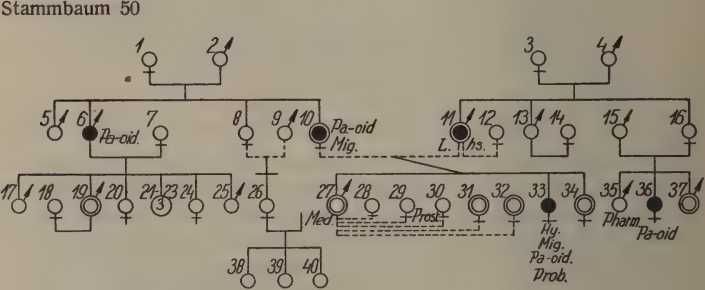 Stammbaum 50
1 2 3 4
5 6 7 8 9 10 11 12 13 14 15 16
Pa-oid. Pa-oid L. hs.
Mig.
17 18 19 20 21-23 24 25 26 27 28 29 30 31 32 33 34 35 36 37
3
Med. Prost. Hy. Pharm Pa-oid
Mig.
Pa-oid.
Prob.
38 39 40